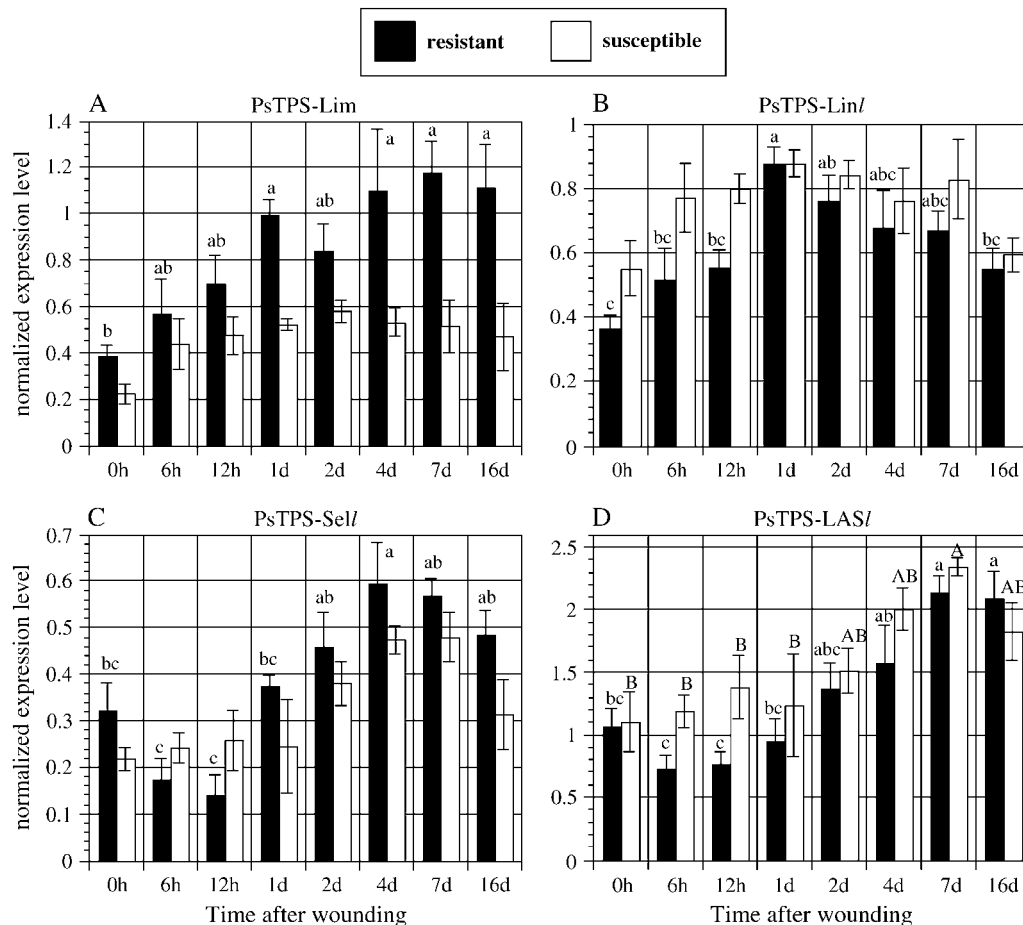 resistant susceptible
A PsTPS-Lim
normalized expression level
1.4
1.2
1
0.8
0.6
0.4
0.2
0
b ab ab a ab a a a
0h 6h 12h 1d 2d 4d 7d 16d
B PsTPS-Linl
1
0.8
0.6
0.4
0.2
0
c bc bc a ab abc abc bc
0h 6h 12h 1d 2d 4d 7d 16d
C PsTPS-Sell
normalized expression level
0.7
0.6
0.5
0.4
0.3
0.2
0.1
0
bc c c bc ab a ab ab
0h 6h 12h 1d 2d 4d 7d 16d
Time after wounding
D PsTPS-LASl
2.5
2
1.5
1
0.5
0
bc B c B c B bc B abc AB ab AB a A a AB
0h 6h 12h 1d 2d 4d 7d 16d
Time after wounding